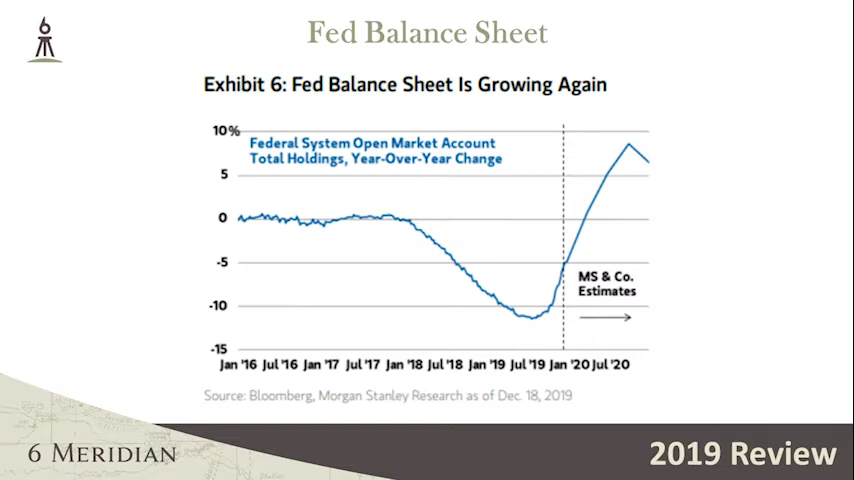 6
Fed Balance Sheet
Exhibit 6: Fed Balance Sheet Is Growing Again
10%
Federal System Open Market Account
Total Holdings, Year-Over-Year Change
5
0
-5
MS & Co.
Estimates
-10
-15
Jan '16 Jul '16 Jan '17 Jul '17 Jan '18 Jul '18 Jan '19 Jul '19 Jan '20 Jul '20
Source: Bloomberg, Morgan Stanley Research as of Dec. 18, 2019
6 MERIDIAN
2019 Review